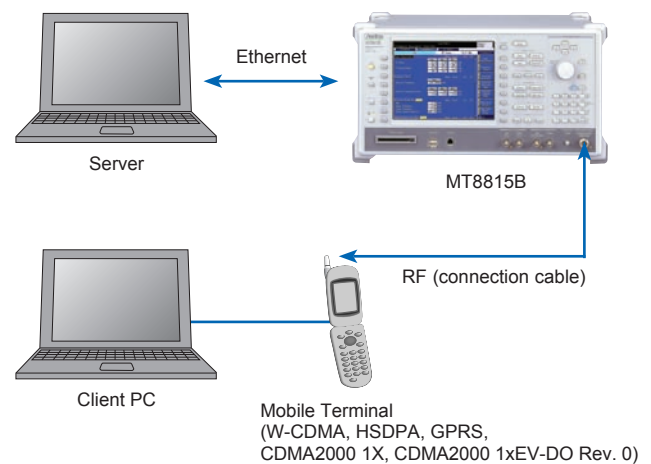 Ethernet
Server
MT8815B
RF (connection cable)
Client PC
Mobile Terminal
(W-CDMA, HSDPA, GPRS,
CDMA2000 1X, CDMA2000 1xEV-DO Rev. 0)